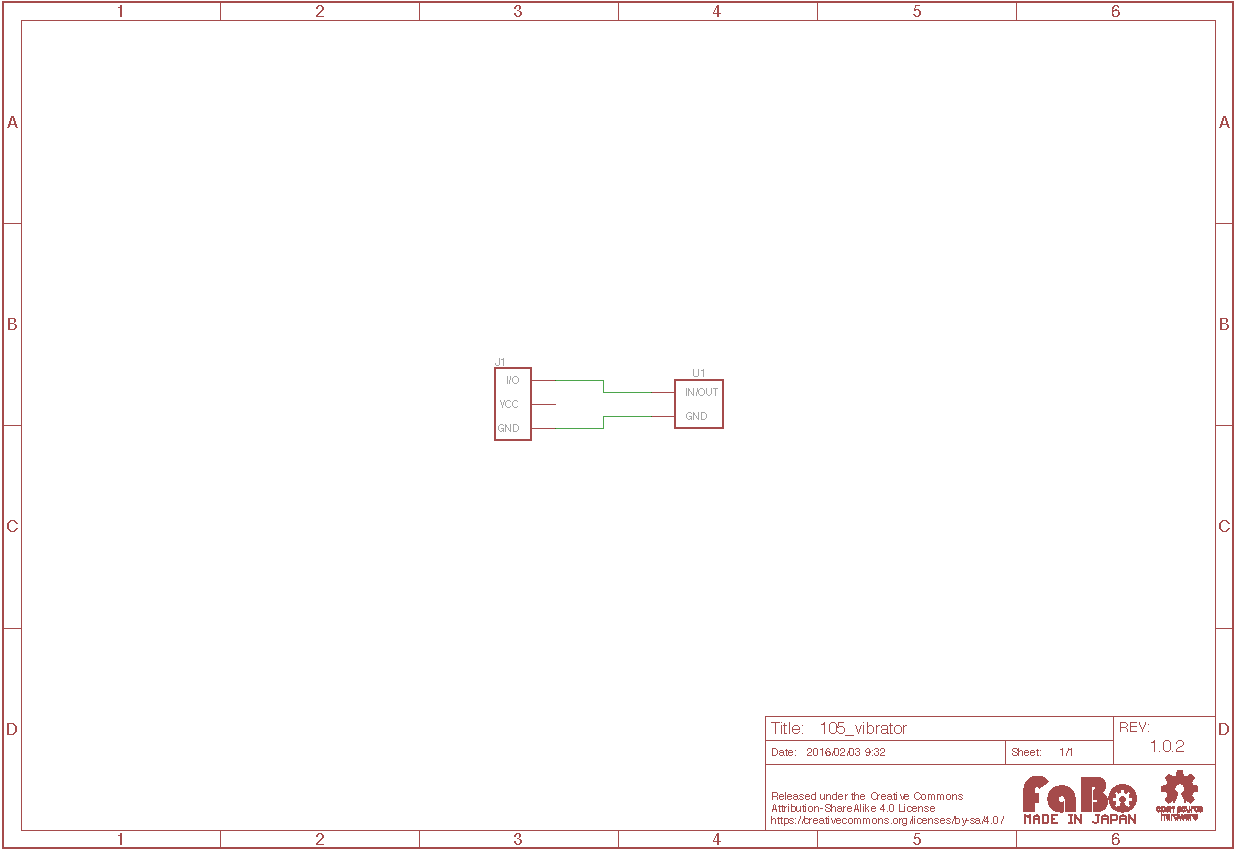 1 2 3 4 5 6
A A
B B
J1
I/O
VCC
GND
U1
IN/OUT
GND
C C
D D
Title: 105_vibrator
REV:
1.0.2
Date: 2016/02/03 9:32
Sheet: 1/1
Released under the Creative Commons
Attribution-ShareAlike 4.0 License
https://creativecommons.org/licenses/by-sa/4.0/
FaBo
MADE IN JAPAN
open source
hardware
1 2 3 4 5 6